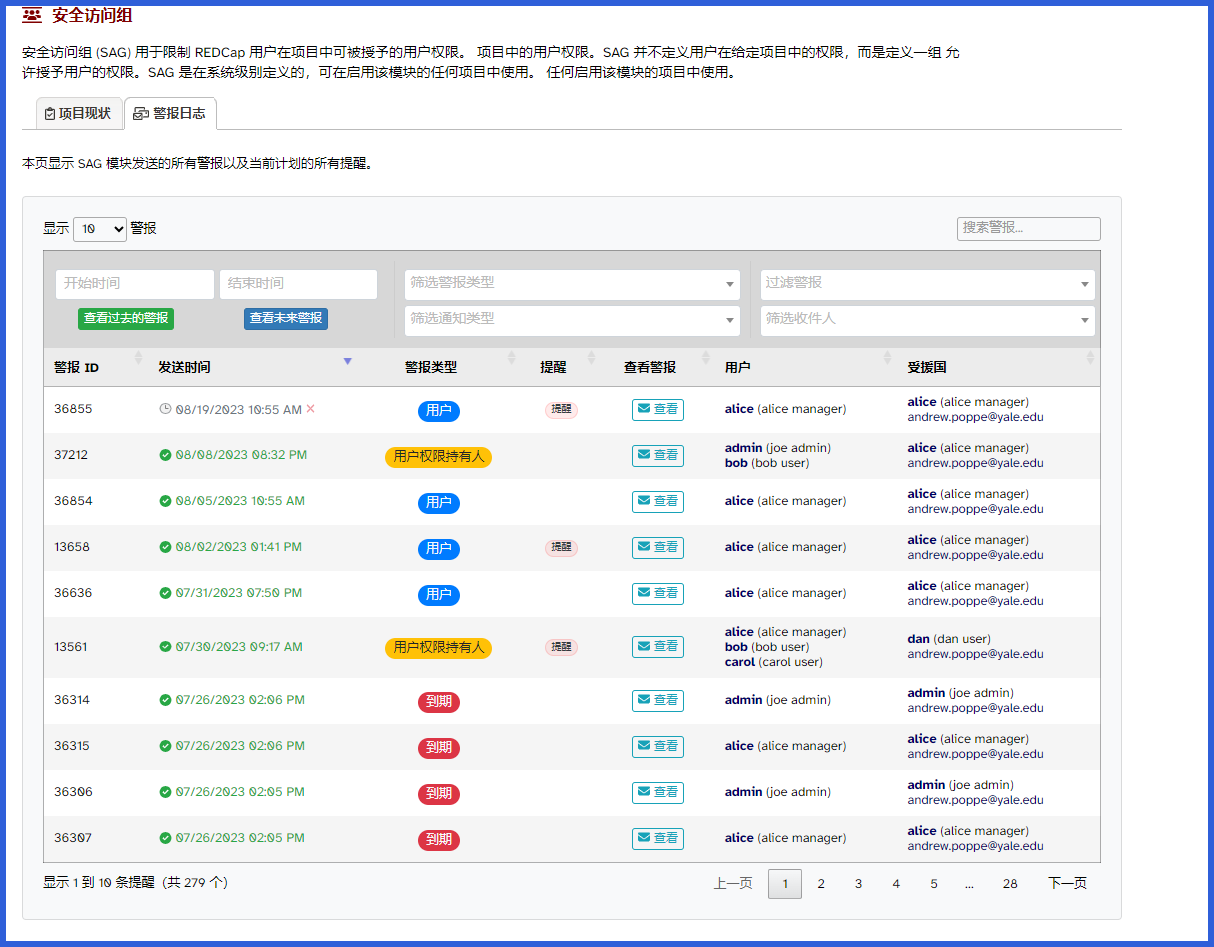 安全访问组
安全访问组 (SAG) 用于限制 REDCap 用户在项目中可被授予的用户权限。 项目中的用户权限。SAG 并不定义用户在给定项目中的权限，而是定义一组 允
许授予用户的权限。SAG 是在系统级别定义的，可在启用该模块的任何项目中使用。 任何启用该模块的项目中使用。
项目现状 警报日志
本页显示 SAG 模块发送的所有警报以及当前计划的所有提醒。
显示 10 警报 搜索警报...
开始时间 结束时间 筛选警报类型 过滤警报
查看过去的警报 查看未来警报 筛选通知类型 筛选收件人
警报 ID 发送时间 警报类型 提醒 查看警报 用户 受援国
36855 08/19/2023 10:55 AM 用户 提醒 查看 alice (alice manager) alice (alice manager)
andrew.poppe@yale.edu
37212 08/08/2023 08:32 PM 用户权限持有人 查看 admin (joe admin) alice (alice manager)
bob (bob user) andrew.poppe@yale.edu
36854 08/05/2023 10:55 AM 用户 查看 alice (alice manager) alice (alice manager)
andrew.poppe@yale.edu
13658 08/02/2023 01:41 PM 用户 提醒 查看 alice (alice manager) alice (alice manager)
andrew.poppe@yale.edu
36636 07/31/2023 07:50 PM 用户 查看 alice (alice manager) alice (alice manager)
andrew.poppe@yale.edu
13561 07/30/2023 09:17 AM 用户权限持有人 提醒 查看 alice (alice manager) dan (dan user)
bob (bob user) andrew.poppe@yale.edu
carol (carol user)
36314 07/26/2023 02:06 PM 到期 查看 admin (joe admin) admin (joe admin)
andrew.poppe@yale.edu
36315 07/26/2023 02:06 PM 到期 查看 alice (alice manager) alice (alice manager)
andrew.poppe@yale.edu
36306 07/26/2023 02:05 PM 到期 查看 admin (joe admin) admin (joe admin)
andrew.poppe@yale.edu
36307 07/26/2023 02:05 PM 到期 查看 alice (alice manager) alice (alice manager)
andrew.poppe@yale.edu
显示 1 到 10 条提醒（共 279 个） 上一页 1 2 3 4 5 ... 28 下一页